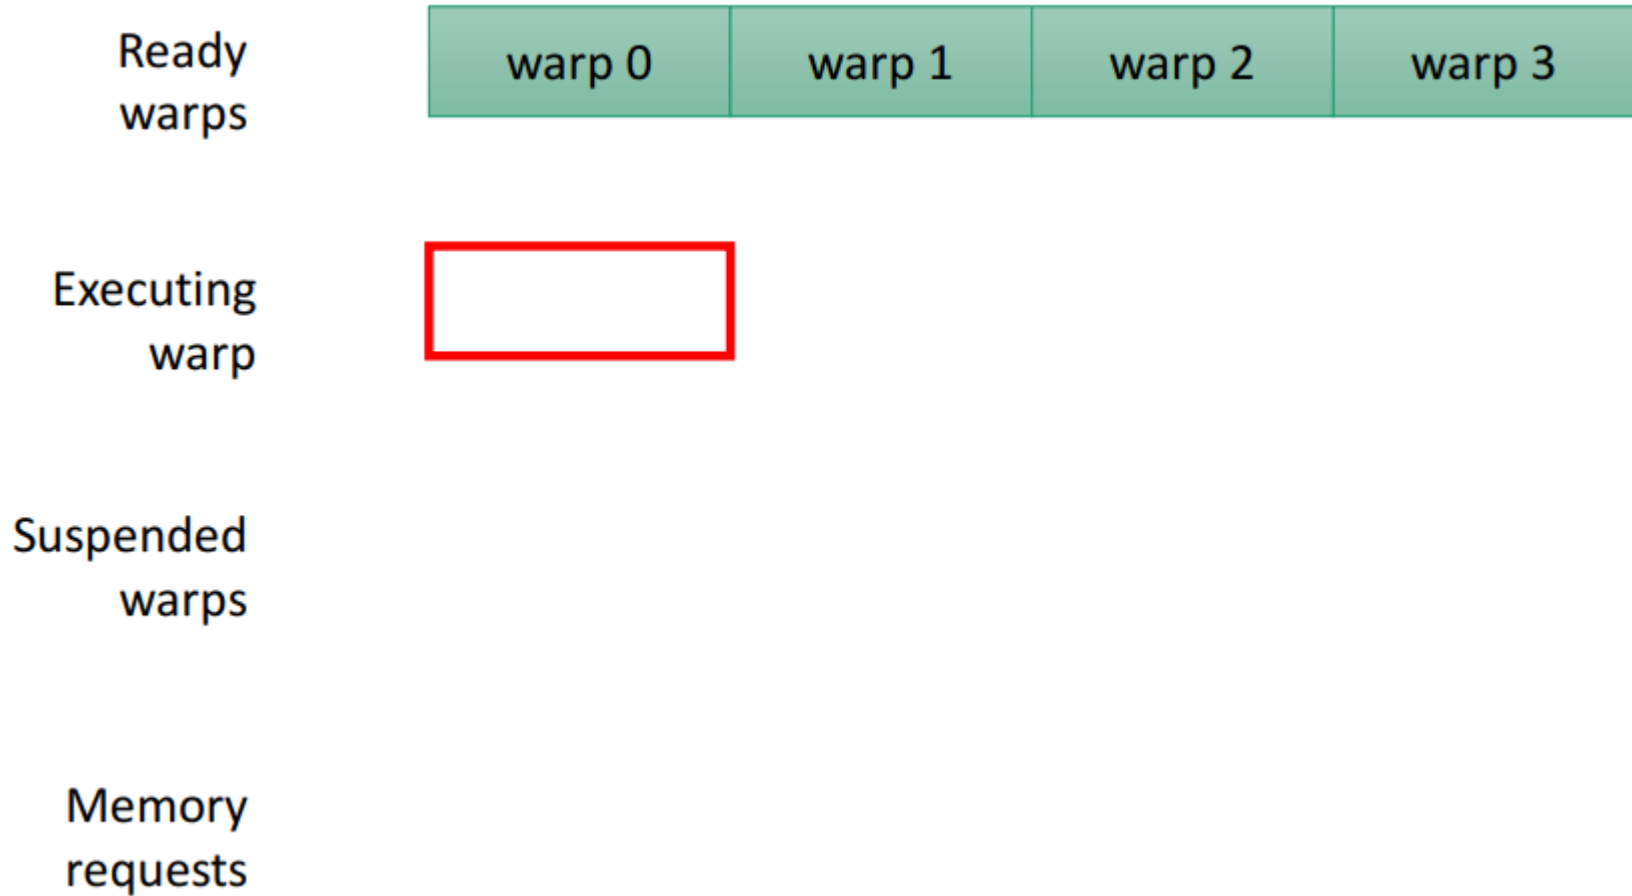 Ready
warps
warp 0
warp 1
warp 2
warp 3
Executing
warp
Suspended
warps
Memory
requests